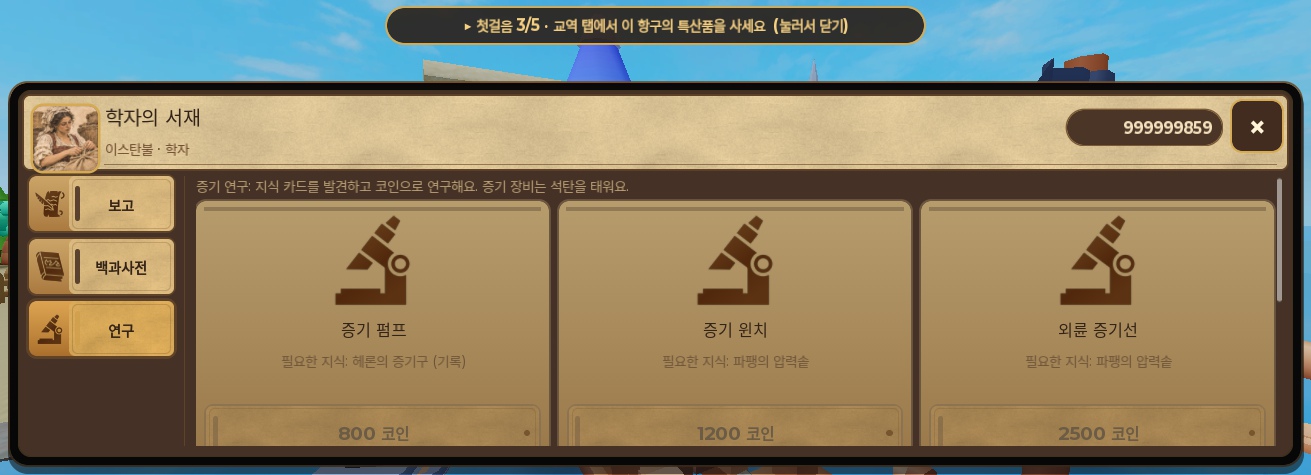 ▸ 첫걸음 3/5 · 교역 탭에서 이 항구의 특산품을 사세요 (눌러서 닫기)
학자의 서재
이스탄불 · 학자
999999859
×
보고
백과사전
연구
증기 연구: 지식 카드를 발견하고 코인으로 연구해요. 증기 장비는 석탄을 태워요.
증기 펌프
필요한 지식: 헤론의 증기구 (기록)
800 코인
증기 윈치
필요한 지식: 파팽의 압력솥
1200 코인
외륜 증기선
필요한 지식: 파팽의 압력솥
2500 코인